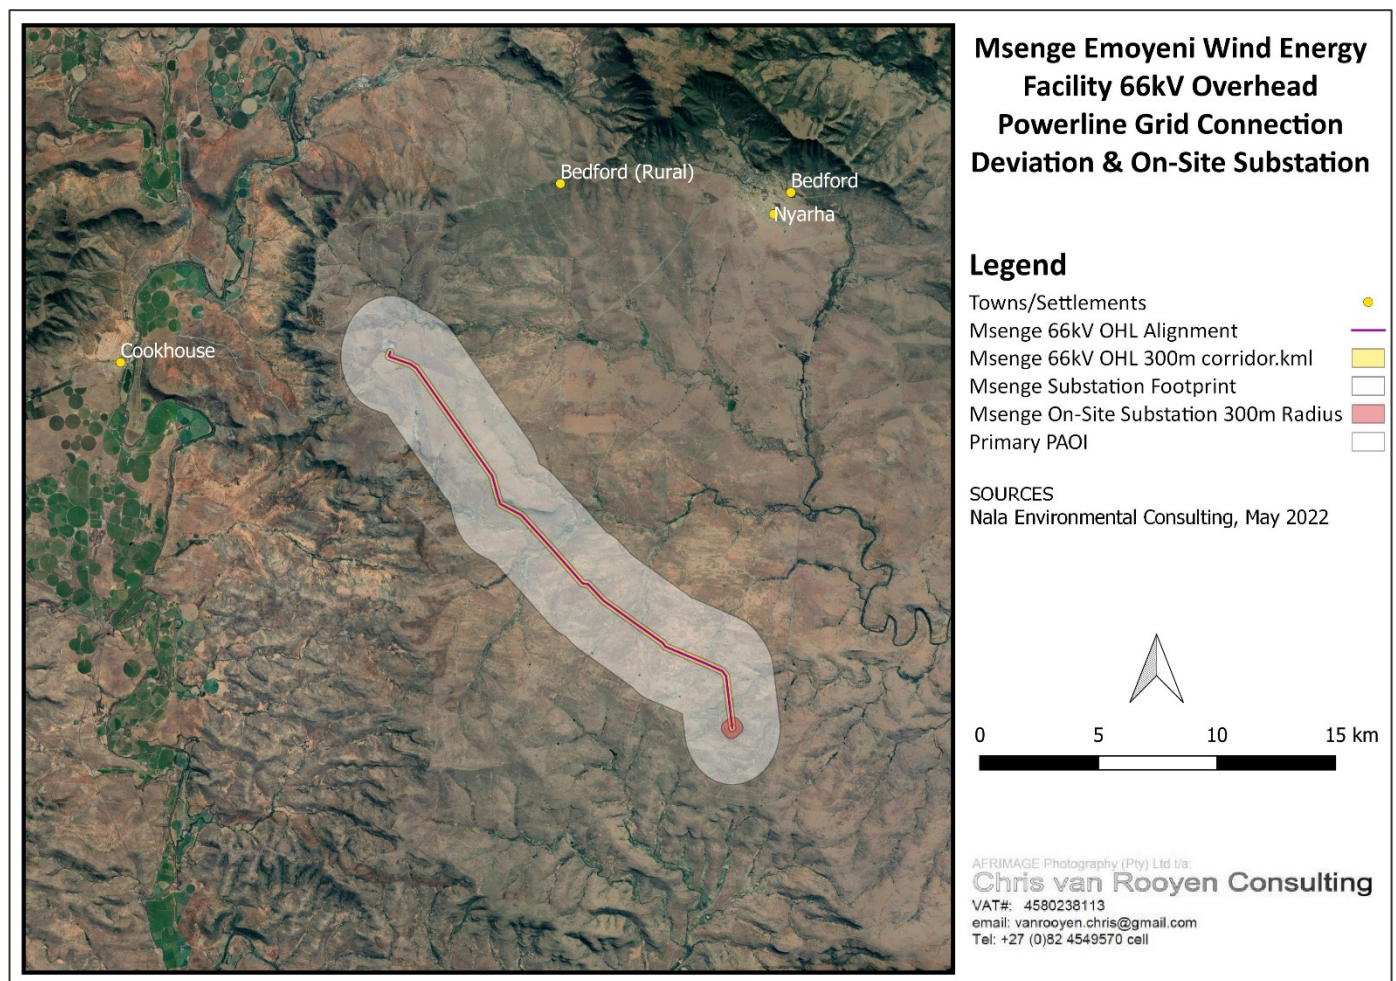 Msenge Emoyeni Wind Energy
Facility 66kV Overhead
Powerline Grid Connection
Deviation & On-Site Substation
Bedford (Rural)
Bedford
Nyarha
Cookhouse
Legend
Towns/Settlements
Msenge 66kV OHL Alignment
Msenge 66kV OHL 300m corridor.kml
Msenge Substation Footprint
Msenge On-Site Substation 300m Radius
Primary PAOI
SOURCES
Nala Environmental Consulting, May 2022
0 5 10 15 km
AFRIMAGE Photography (Pty) Ltd t/a:
Chris van Rooyen Consulting
VAT#: 4580238113
email: vanrooyen.chris@gmail.com
Tel: +27 (0)82 4549570 cell